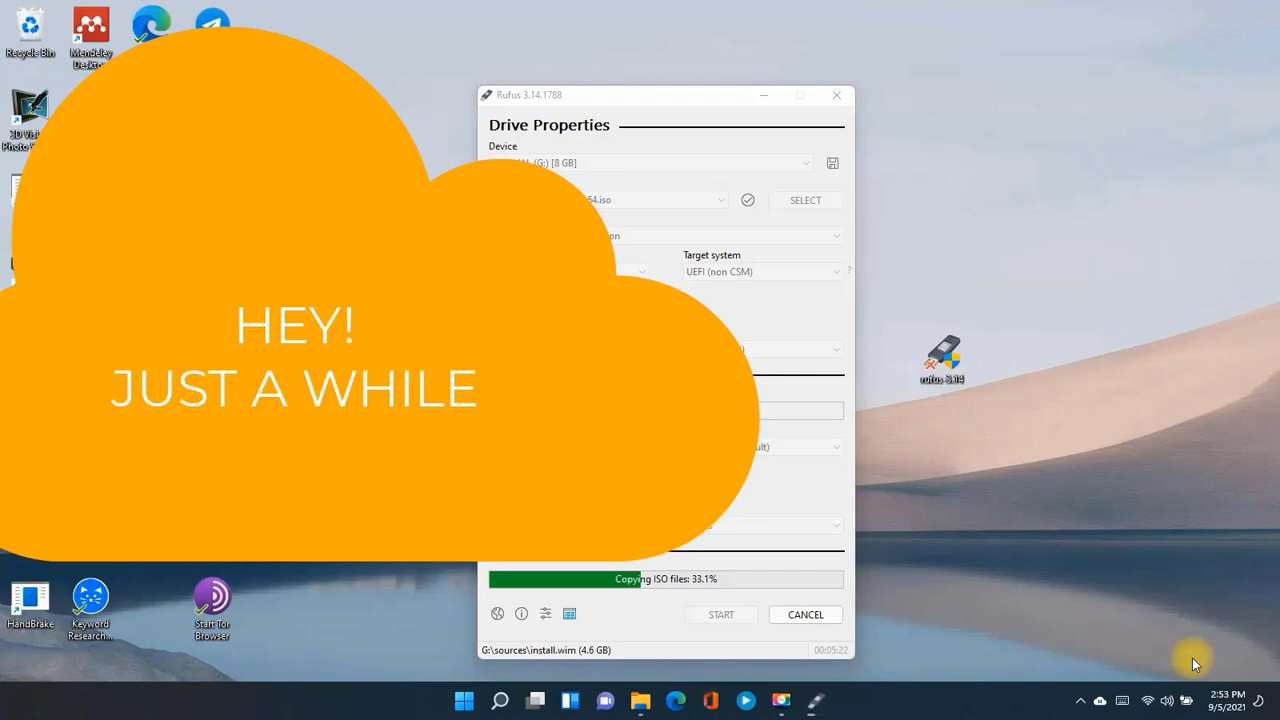 Recycle Bin
Mendeley
HEY!
JUST A WHILE
Rufus 3.14.1788
Drive Properties
Device
(G:) [8 GB]
SELECT
Target system
UEFI (non CSM)
?
Copying ISO files: 33.1%
START
CANCEL
G:\sources\install.wim (4.6 GB)
00:05:22
rufus-3.14
HandBrake
Keyword
Research...
Start Tor
Browser
2:53 PM
9/5/2021